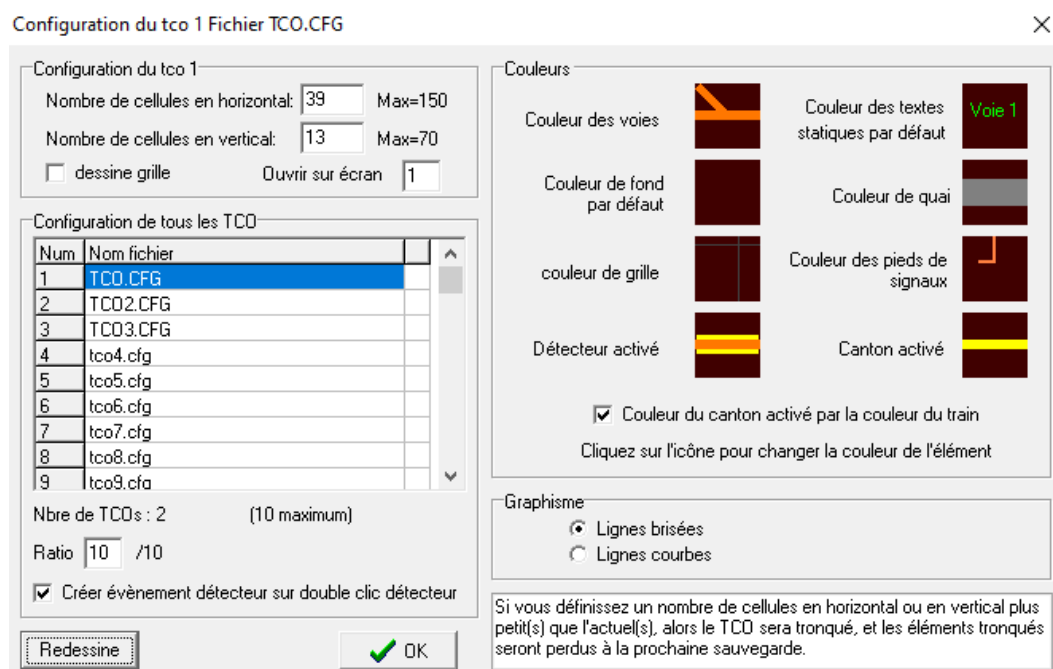 Configuration du tco 1 Fichier TCO.CFG
Configuration du tco 1
Nombre de cellules en horizontal: 39 Max=150
Nombre de cellules en vertical: 13 Max=70
dessine grille Ouvrir sur écran 1
Configuration de tous les TCO
Num Nom fichier
1 TCO.CFG
2 TCO2.CFG
3 TCO3.CFG
4 tco4.cfg
5 tco5.cfg
6 tco6.cfg
7 tco7.cfg
8 tco8.cfg
9 tco9.cfg
Nbre de TCOs : 2 (10 maximum)
Ratio 10 /10
Créer évènement détecteur sur double clic détecteur
Redessine
OK
Couleurs
Couleur des voies
Couleur des textes
statiques par défaut
Voie 1
Couleur de fond
par défaut
Couleur de quai
couleur de grille
Couleur des pieds de
signaux
Détecteur activé
Canton activé
Couleur du canton activé par la couleur du train
Cliquez sur l'icône pour changer la couleur de l'élément
Graphisme
Lignes brisées
Lignes courbes
Si vous définissez un nombre de cellules en horizontal ou en vertical plus
petit(s) que l'actuel(s), alors le TCO sera tronqué, et les éléments tronqués
seront perdus à la prochaine sauvegarde.